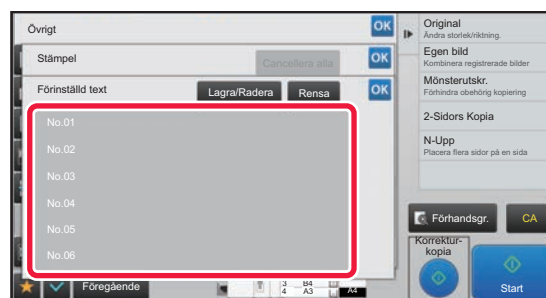 Övrigt
OK
Stämpel
Cancellera alla
OK
Förinställd text
Lagra/Radera
Rensa
OK
No.01
No.02
No.03
No.04
No.05
No.06
Föregående
3 B4
4 A3
A4
Original
Ändra storlek/riktning.
Egen bild
Kombinera registrerade bilder
Mönsterutskr.
Förhindra obehörig kopiering
2-Sidors Kopia
N-Upp
Placera flera sidor på en sida
Förhandsgr.
CA
Korrektur-
kopia
Start